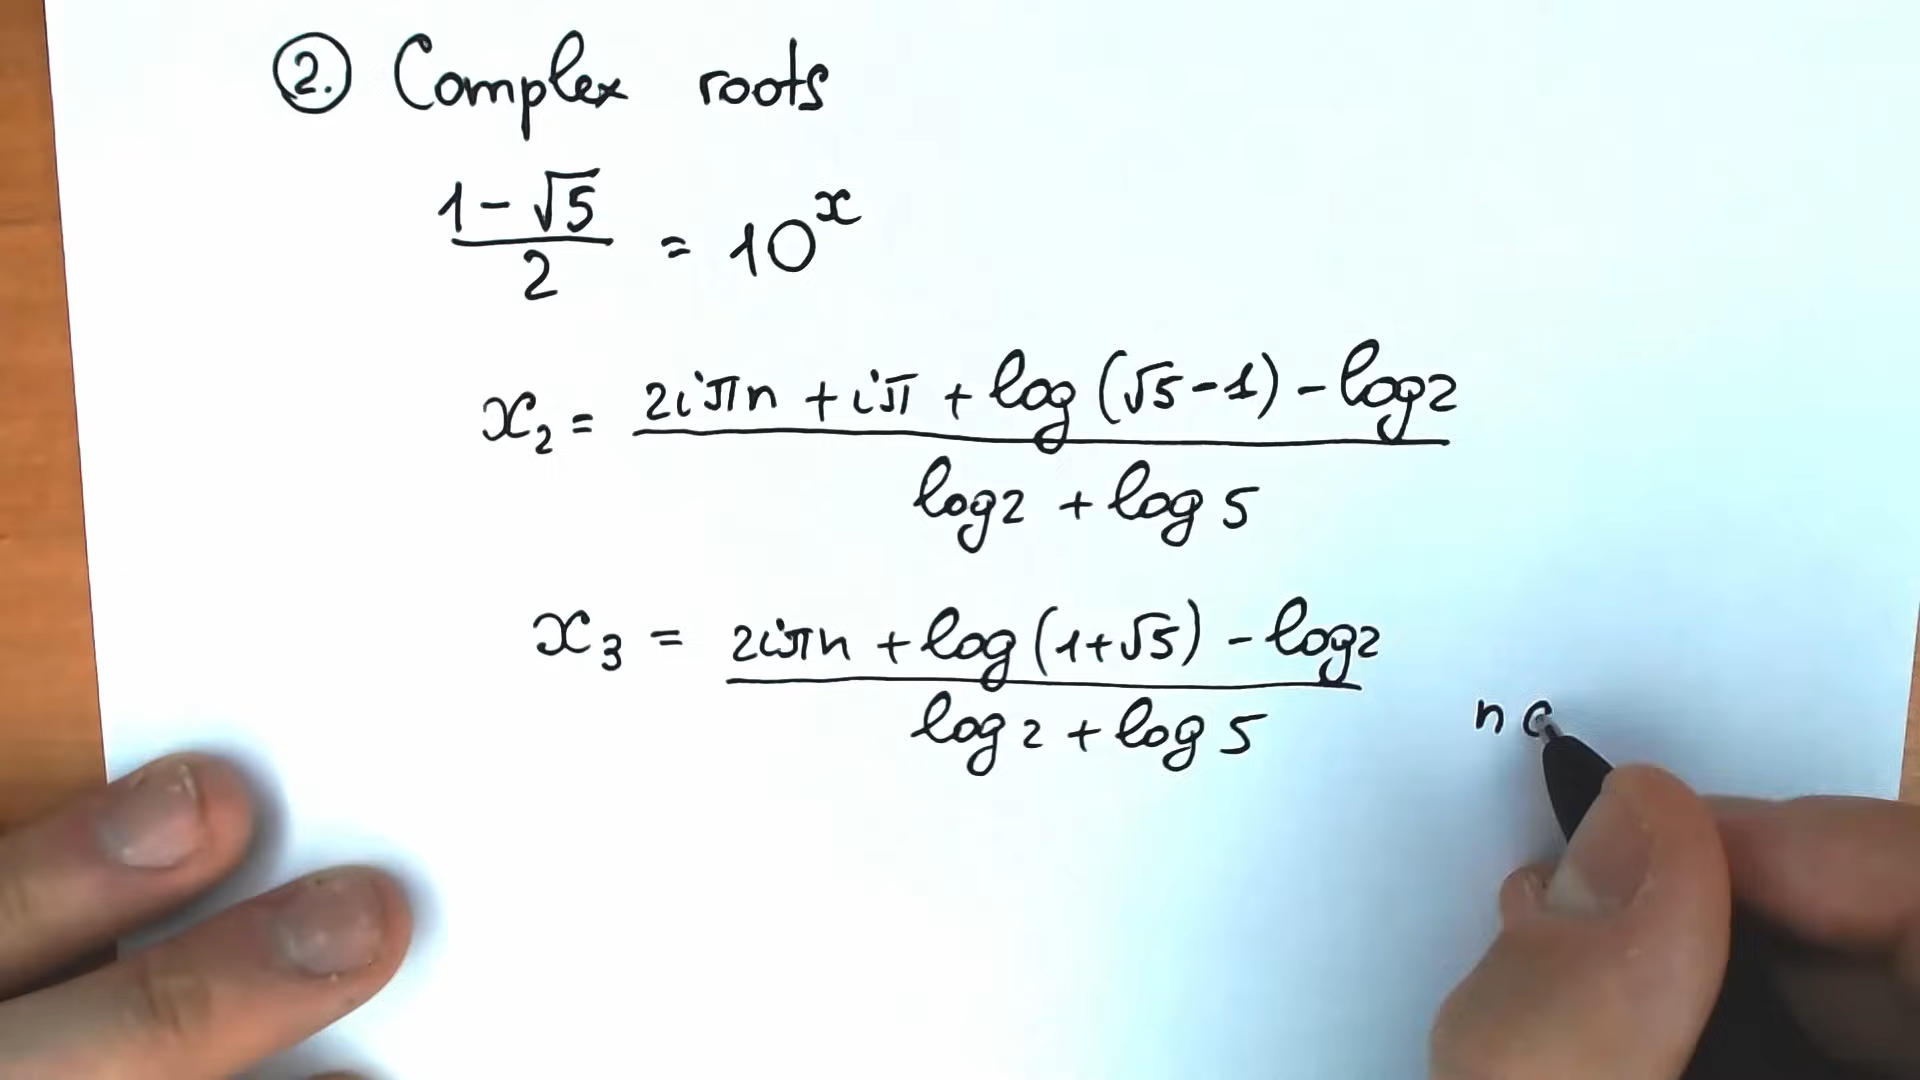 2. Complex roots
(1-√5)/2 = 10^x
x₂ = (2iπn + iπ + log(√5-1) - log2)/(log2 + log5)
x₃ = (2iπn + log(1+√5) - log2)/(log2 + log5)
n